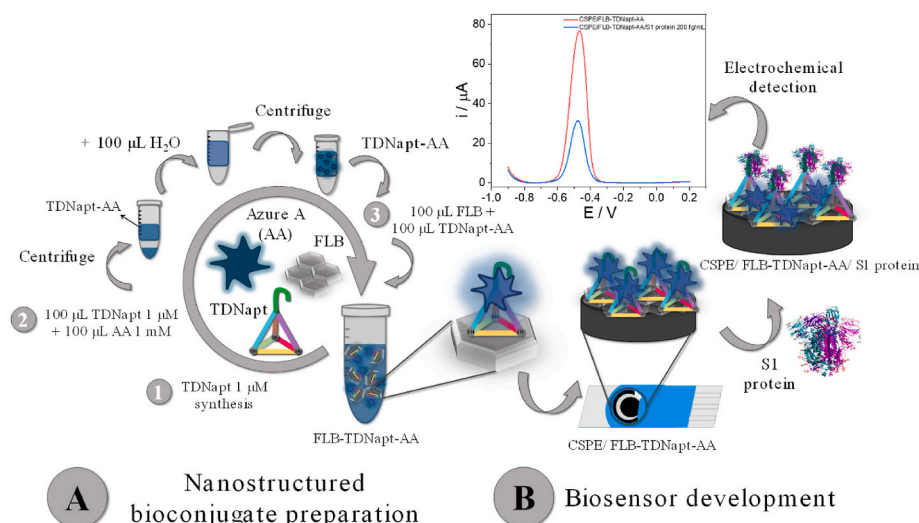 + 100 µL H₂O
Centrifuge
TDNapt-AA
TDNapt-AA
Centrifuge
Azure A
(AA)
FLB
TDNapt
3
100 µL FLB +
100 µL TDNapt-AA
2
100 µL TDNapt 1 µM
+ 100 µL AA 1 mM
1
TDNapt 1 µM
synthesis
FLB-TDNapt-AA
A
Nanostructured
bioconjugate preparation
CSPE/FLB-TDNapt-AA
CSPE/FLB-TDNapt-AA/S1 protein 200 fg/mL
i / µA
80
60
40
20
0
-1.0 -0.8 -0.6 -0.4 -0.2 0.0 0.2
E / V
Electrochemical
detection
CSPE/ FLB-TDNapt-AA/ S1 protein
S1
protein
CSPE/ FLB-TDNapt-AA
B
Biosensor development